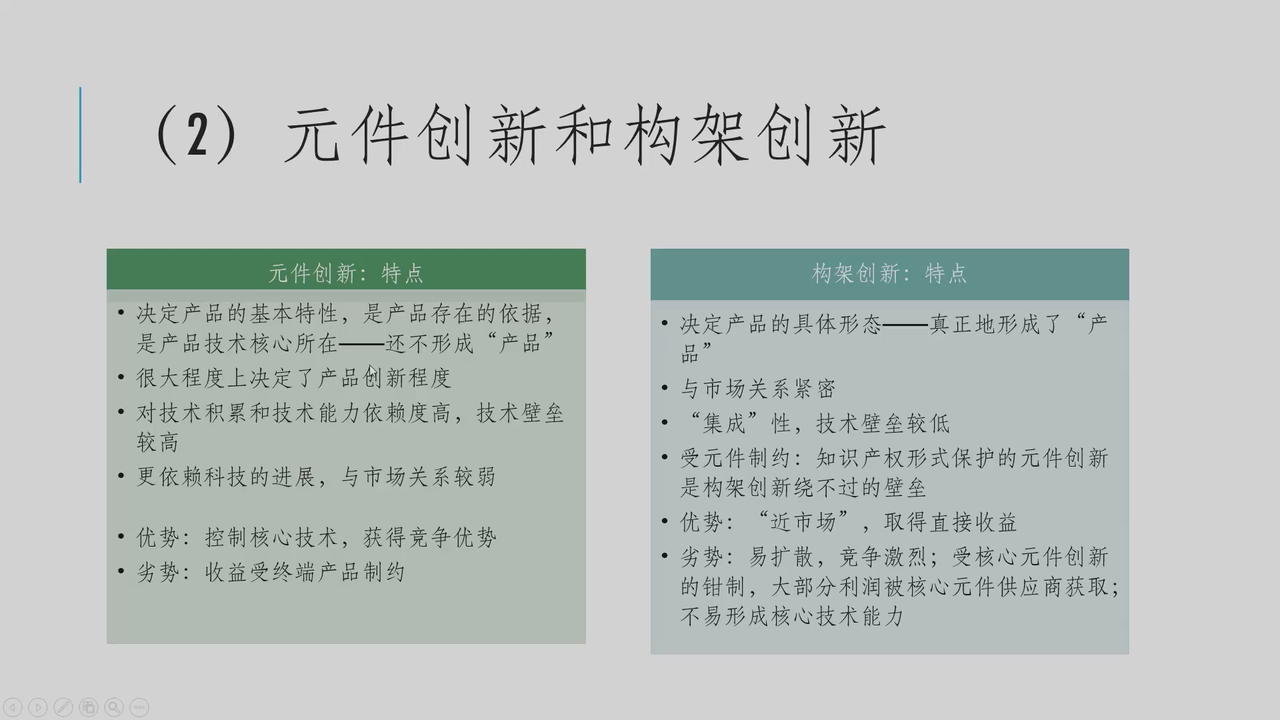 （2）元件创新和构架创新
元件创新：特点
• 决定产品的基本特性，是产品存在的依据，
是产品技术核心所在——还不形成“产品”
• 很大程度上决定了产品创新程度
• 对技术积累和技术能力依赖度高，技术壁垒
较高
• 更依赖科技的进展，与市场关系较弱
• 优势：控制核心技术，获得竞争优势
• 劣势：收益受终端产品制约
构架创新：特点
• 决定产品的具体形态——真正地形成了“产
品”
• 与市场关系紧密
• “集成”性，技术壁垒较低
• 受元件制约：知识产权形式保护的元件创新
是构架创新绕不过的壁垒
• 优势：“近市场”，取得直接收益
• 劣势：易扩散，竞争激烈；受核心元件创新
的钳制，大部分利润被核心元件供应商获取；
不易形成核心技术能力